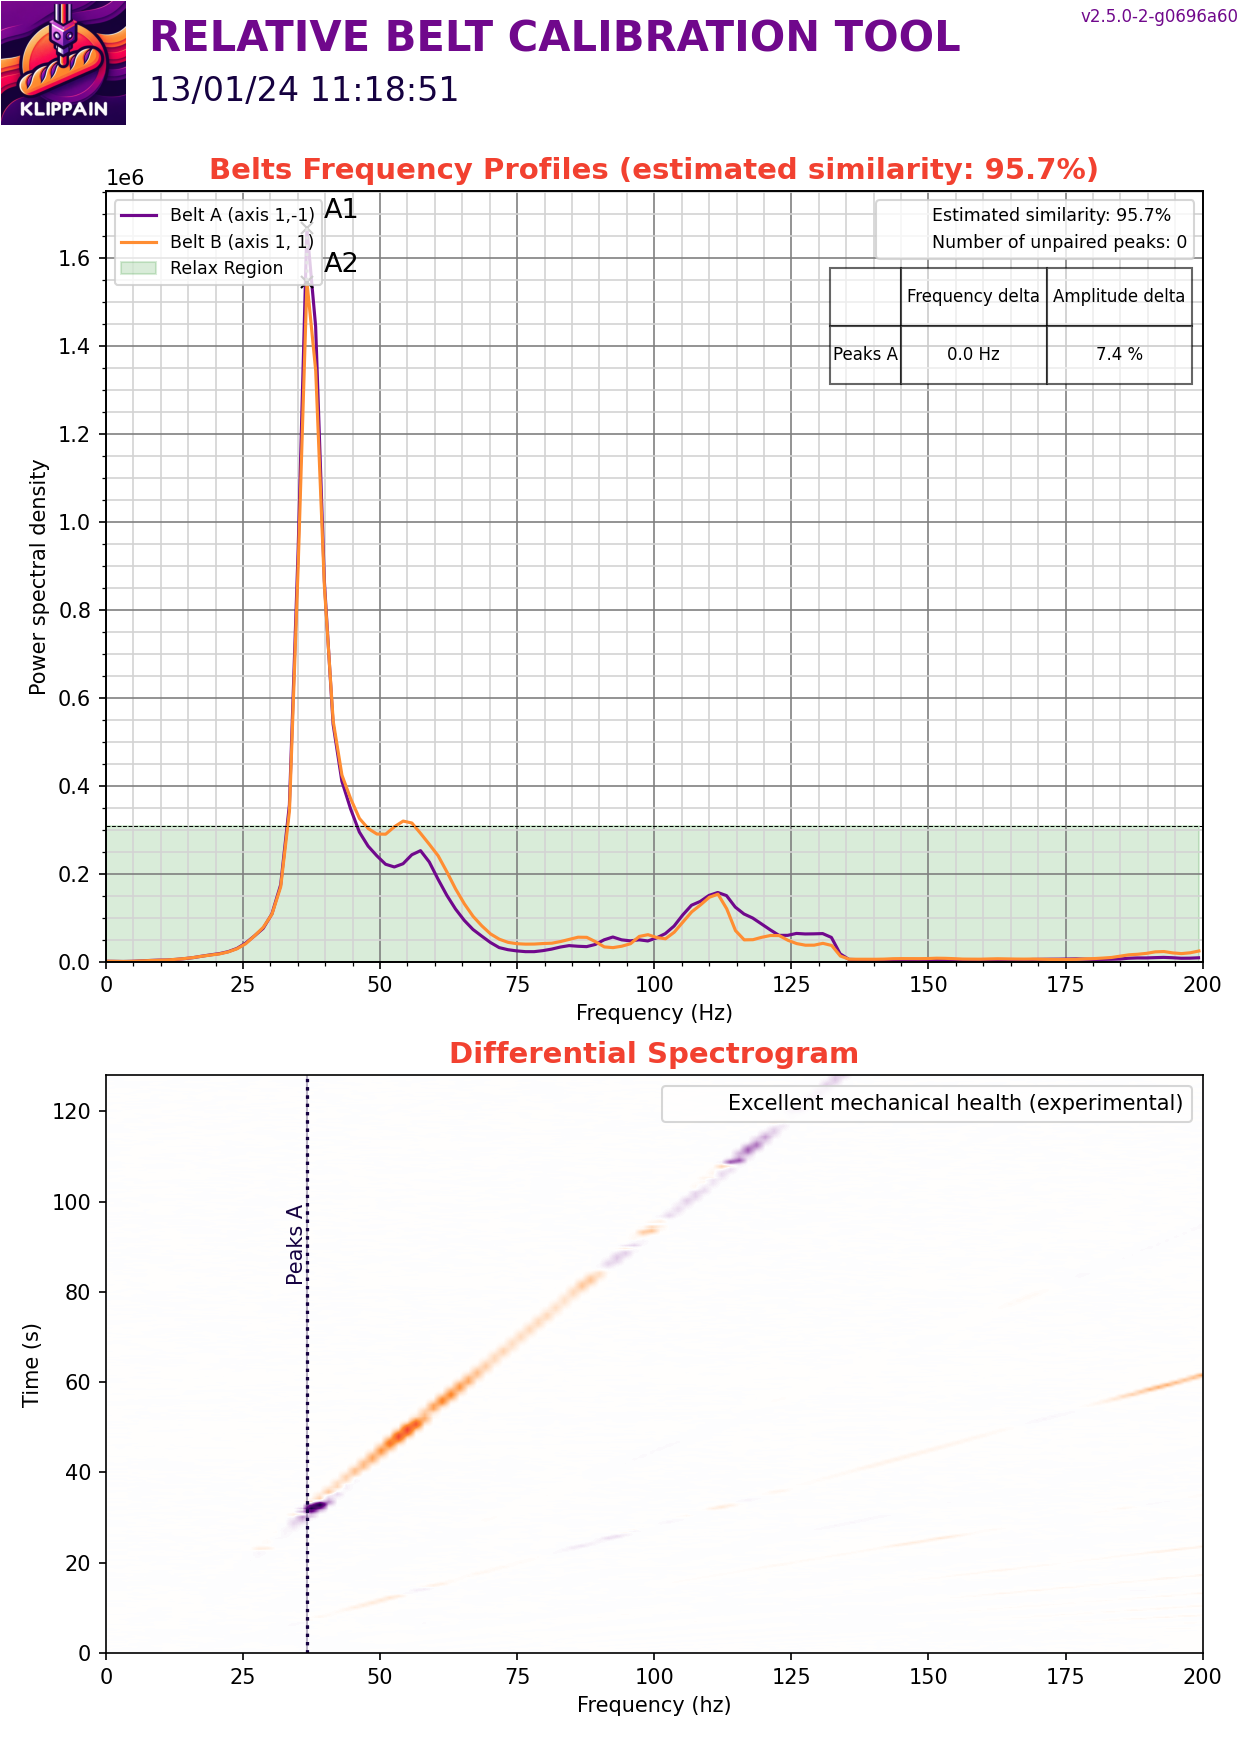 KLIPPAIN
RELATIVE BELT CALIBRATION TOOL
13/01/24 11:18:51
v2.5.0-2-g0696a60
Belts Frequency Profiles (estimated similarity: 95.7%)
1e6
Belt A (axis 1,-1)
Belt B (axis 1, 1)
Relax Region
A1
A2
Estimated similarity: 95.7%
Number of unpaired peaks: 0
Frequency delta Amplitude delta
Peaks A 0.0 Hz 7.4 %
Power spectral density
1.6
1.4
1.2
1.0
0.8
0.6
0.4
0.2
0.0
0 25 50 75 100 125 150 175 200
Frequency (Hz)
Differential Spectrogram
Excellent mechanical health (experimental)
Peaks A
Time (s)
120
100
80
60
40
20
0
0 25 50 75 100 125 150 175 200
Frequency (hz)